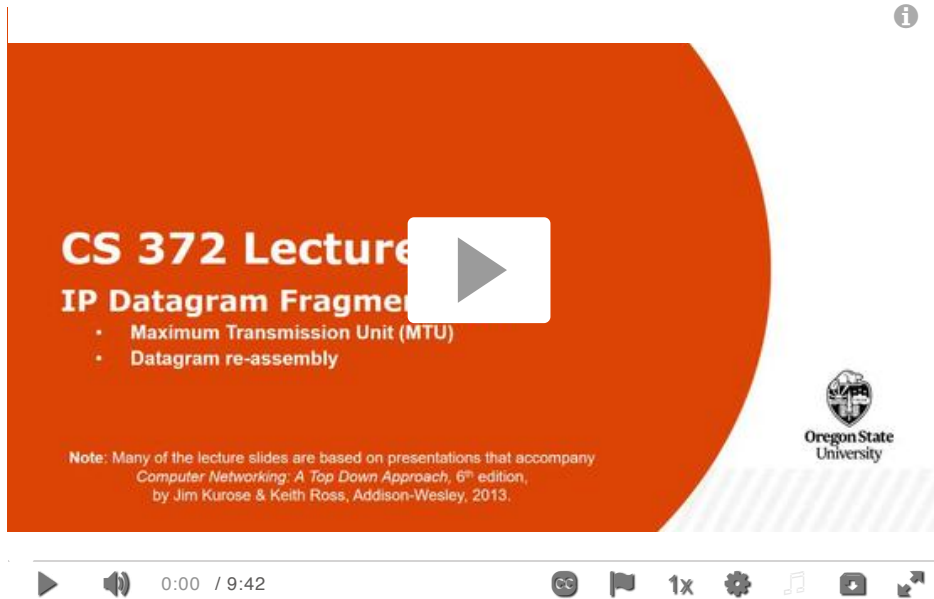 CS 372 Lecture
IP Datagram Fragme
• Maximum Transmission Unit (MTU)
• Datagram re-assembly
Note: Many of the lecture slides are based on presentations that accompany
Computer Networking: A Top Down Approach, 6th edition,
by Jim Kurose & Keith Ross, Addison-Wesley, 2013.
Oregon State
University
0:00 / 9:42
CC
1x